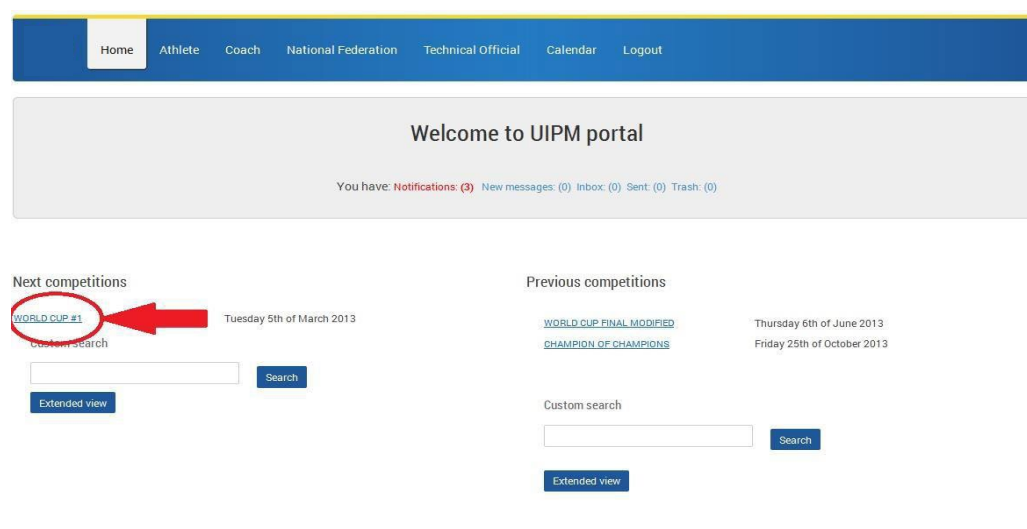 Home Athlete Coach National Federation Technical Official Calendar Logout
Welcome to UIPM portal
You have: Notifications: (3) New messages: (0) Inbox: (0) Sent: (0) Trash: (0)
Next competitions
WORLD CUP #1 Tuesday 5th of March 2013
Custom search
Search
Extended view
Previous competitions
WORLD CUP FINAL MODIFIED Thursday 6th of June 2013
CHAMPION OF CHAMPIONS Friday 25th of October 2013
Custom search
Search
Extended view